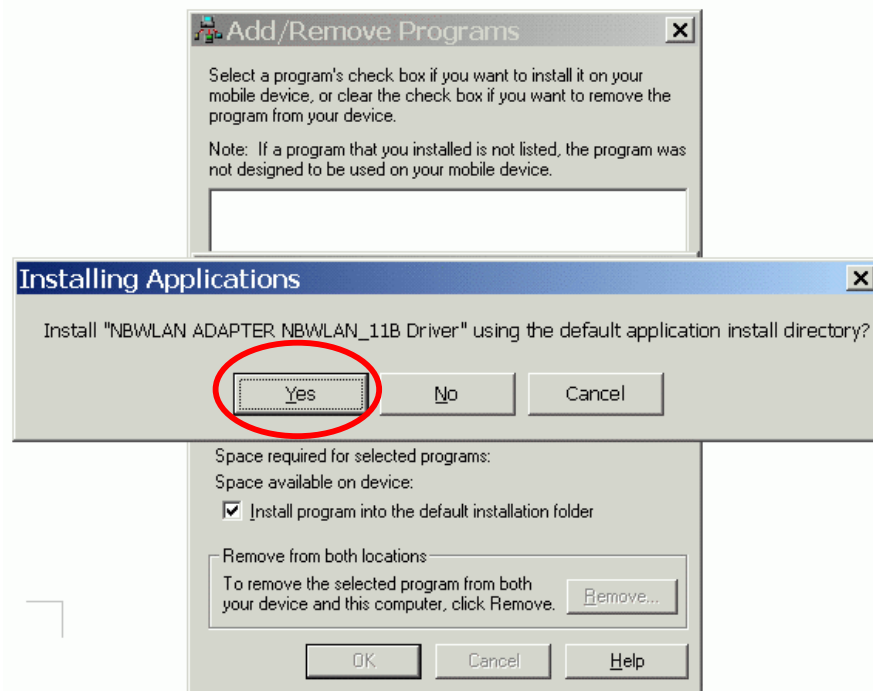 Add/Remove Programs
Select a program's check box if you want to install it on your
mobile device, or clear the check box if you want to remove the
program from your device.
Note: If a program that you installed is not listed, the program was
not designed to be used on your mobile device.
Installing Applications
Install "NBWLAN ADAPTER NBWLAN_11B Driver" using the default application install directory?
Yes No Cancel
Space required for selected programs:
Space available on device:
Install program into the default installation folder
Remove from both locations
To remove the selected program from both
your device and this computer, click Remove.
Remove...
OK Cancel Help